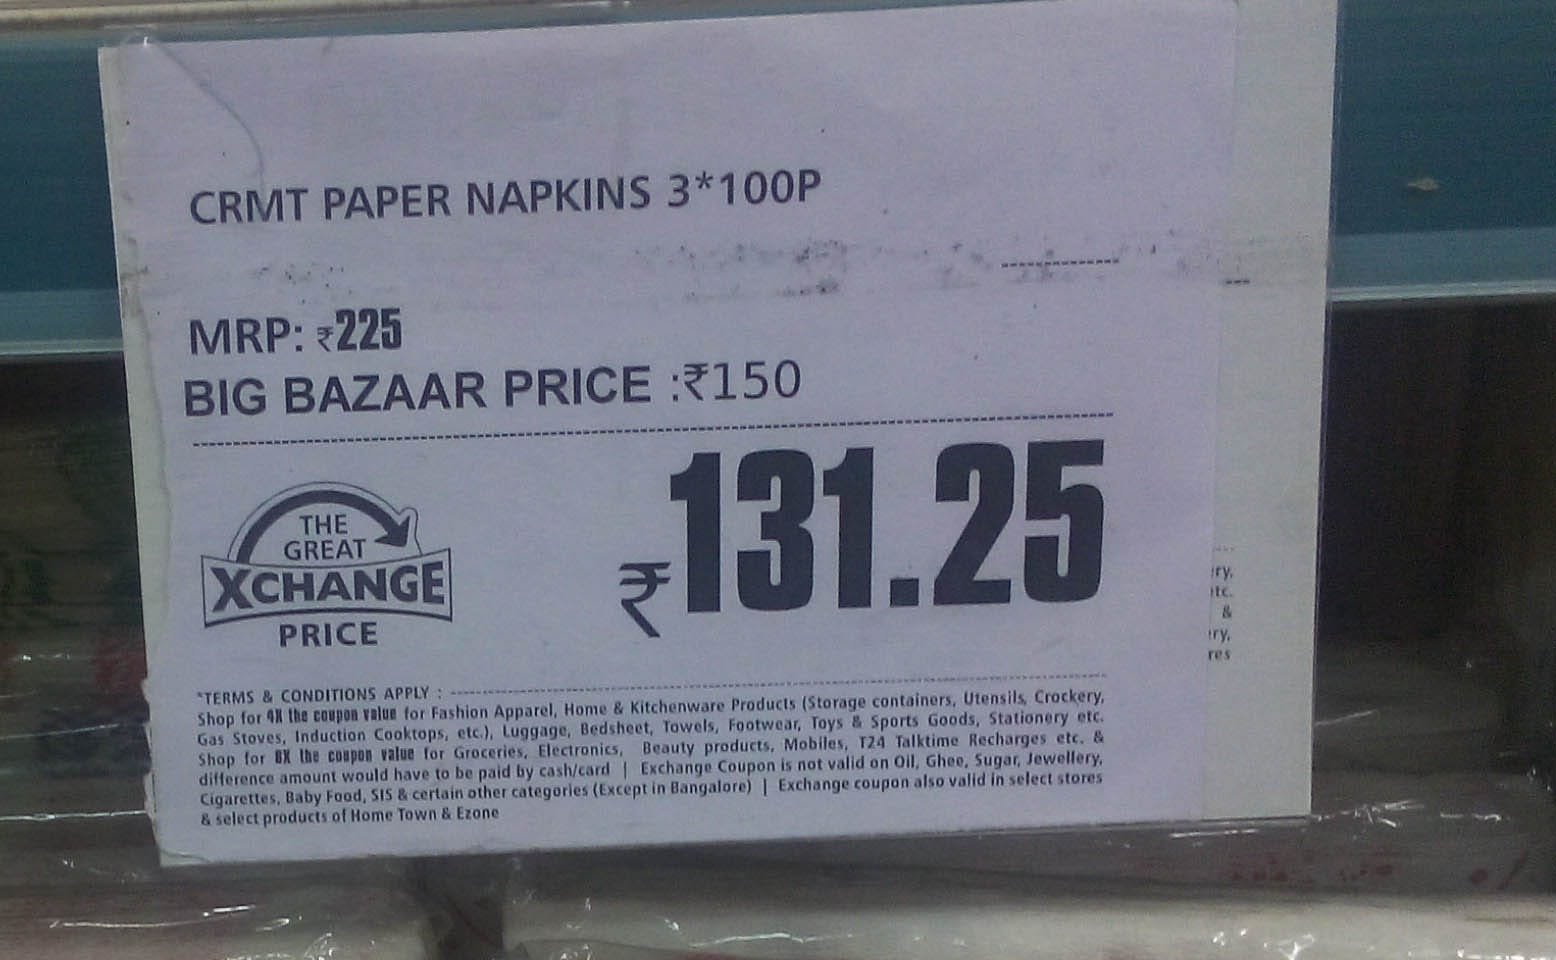 CRMT PAPER NAPKINS 3*100P
MRP: ₹225
BIG BAZAAR PRICE :₹150
THE
GREAT
XCHANGE
PRICE
₹131.25
*TERMS & CONDITIONS APPLY :
Shop for 4X the coupon value for Fashion Apparel, Home & Kitchenware Products (Storage containers, Utensils, Crockery,
Gas Stoves, Induction Cooktops, etc.), Luggage, Bedsheet, Towels, Footwear, Toys & Sports Goods, Stationery etc.
Shop for 8X the coupon value for Groceries, Electronics, Beauty products, Mobiles, T24 Talktime Recharges etc. &
difference amount would have to be paid by cash/card | Exchange Coupon is not valid on Oil, Ghee, Sugar, Jewellery,
Cigarettes, Baby Food, SIS & certain other categories (Except in Bangalore) | Exchange coupon also valid in select stores
& select products of Home Town & Ezone
ry,
tc.
&
ry,
res